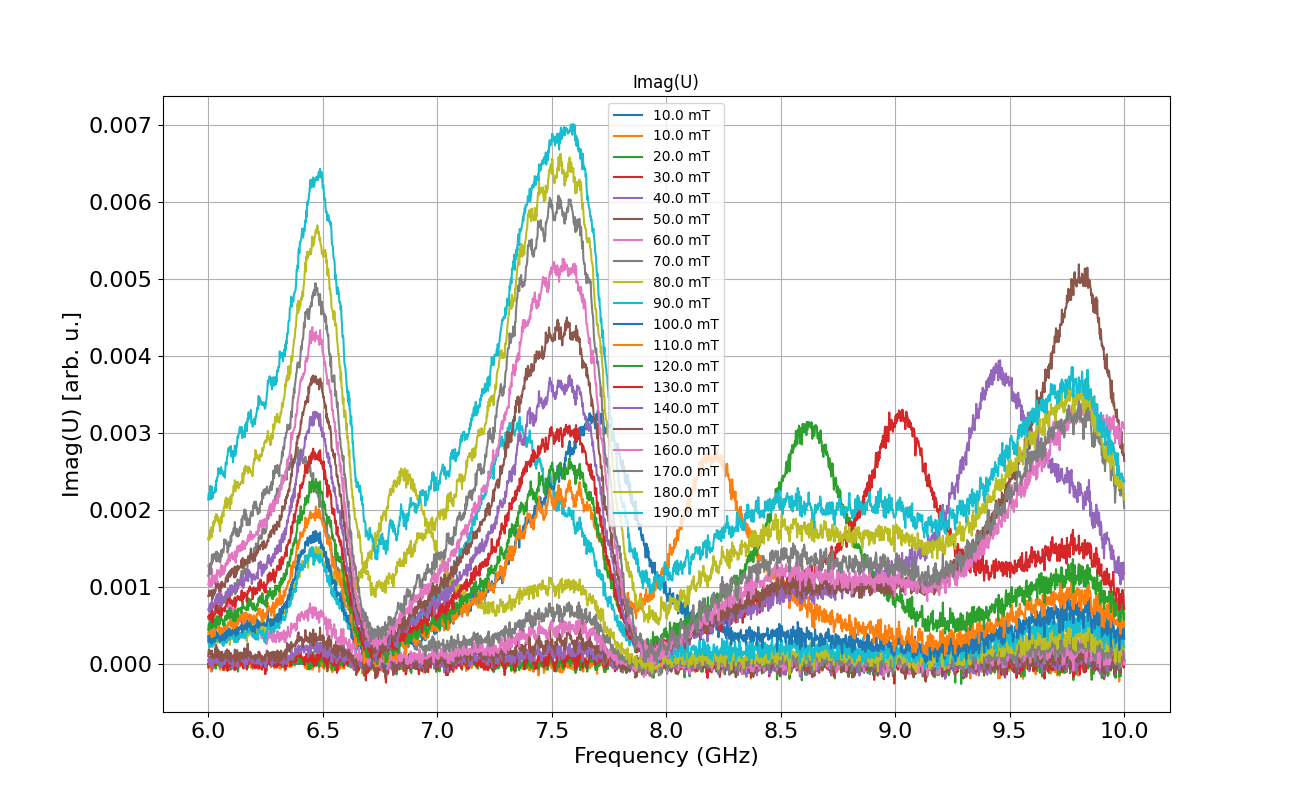 Imag(U)
Imag(U) [arb. u.]
0.007
0.006
0.005
0.004
0.003
0.002
0.001
0.000
10.0 mT
10.0 mT
20.0 mT
30.0 mT
40.0 mT
50.0 mT
60.0 mT
70.0 mT
80.0 mT
90.0 mT
100.0 mT
110.0 mT
120.0 mT
130.0 mT
140.0 mT
150.0 mT
160.0 mT
170.0 mT
180.0 mT
190.0 mT
6.0 6.5 7.0 7.5 8.0 8.5 9.0 9.5 10.0
Frequency (GHz)